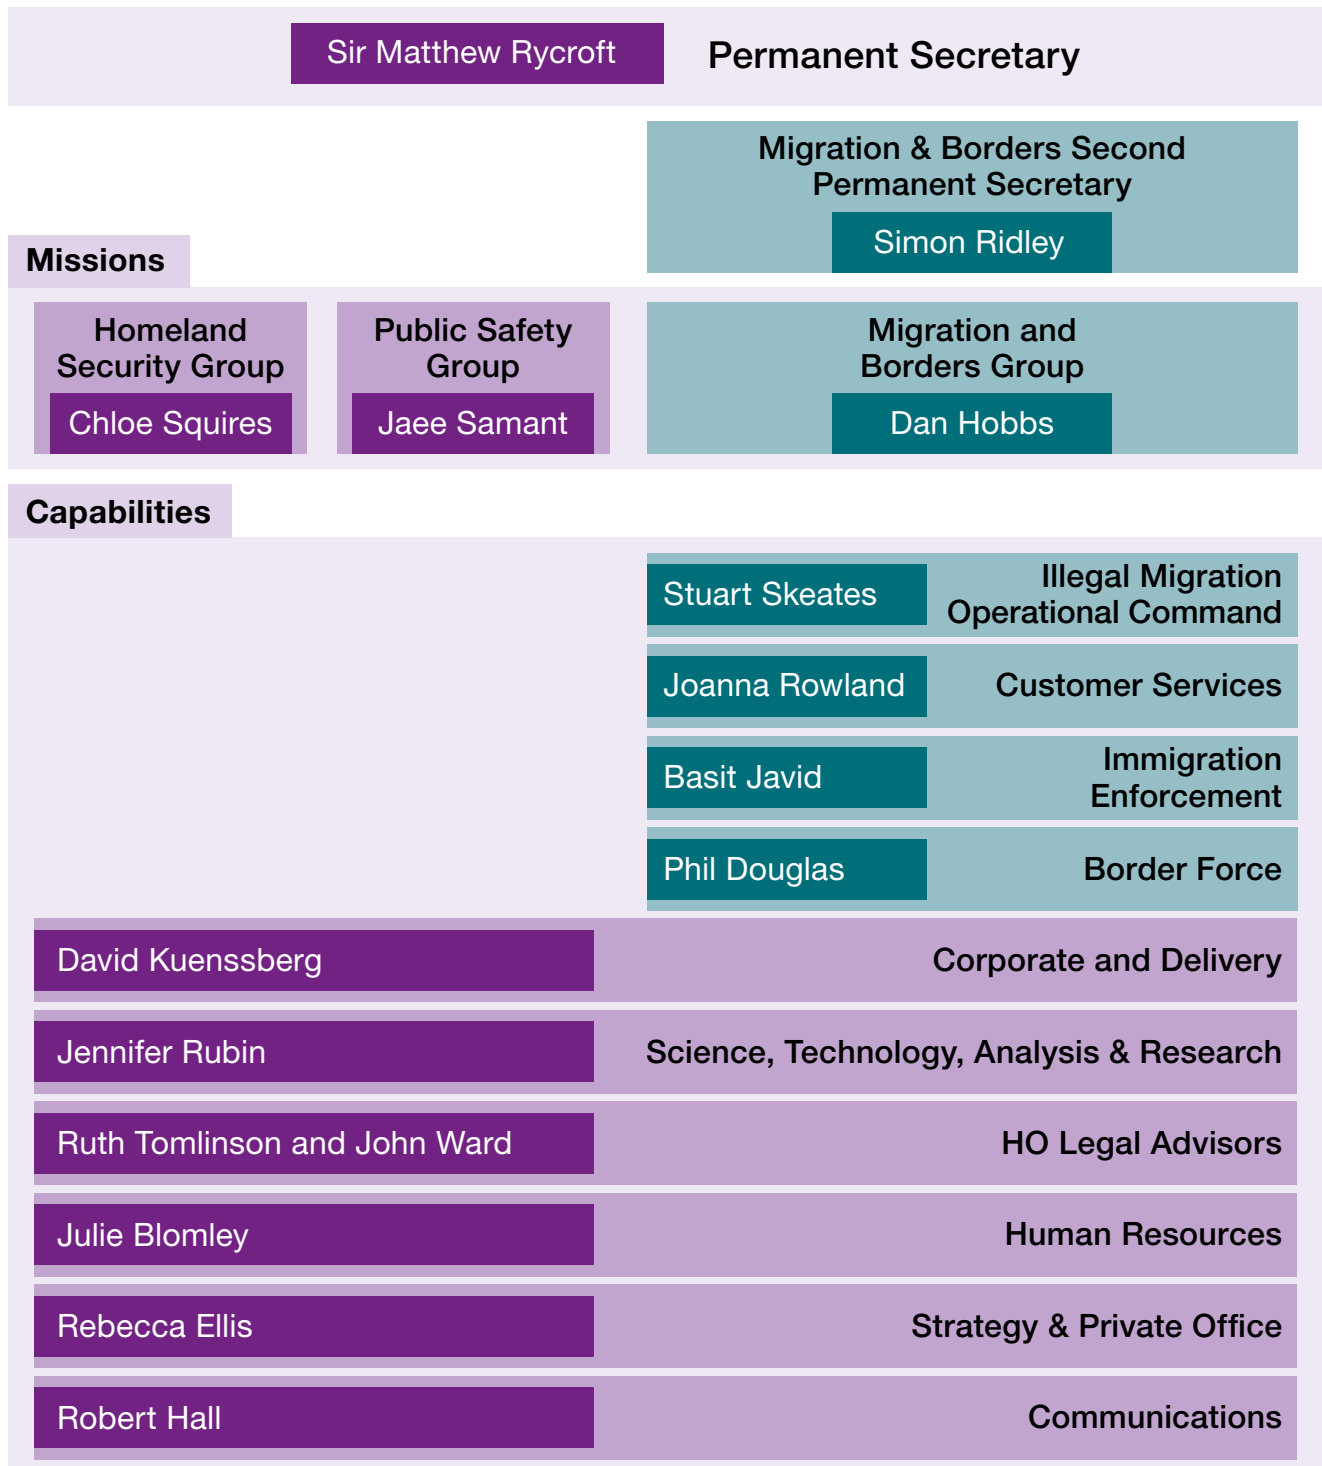 Sir Matthew Rycroft
Permanent Secretary
Migration & Borders Second
Permanent Secretary
Simon Ridley
Missions
Homeland
Security Group
Chloe Squires
Public Safety
Group
Jaee Samant
Migration and
Borders Group
Dan Hobbs
Capabilities
Stuart Skeates
Illegal Migration
Operational Command
Joanna Rowland
Customer Services
Basit Javid
Immigration
Enforcement
Phil Douglas
Border Force
David Kuenssberg
Corporate and Delivery
Jennifer Rubin
Science, Technology, Analysis & Research
Ruth Tomlinson and John Ward
HO Legal Advisors
Julie Blomley
Human Resources
Rebecca Ellis
Strategy & Private Office
Robert Hall
Communications